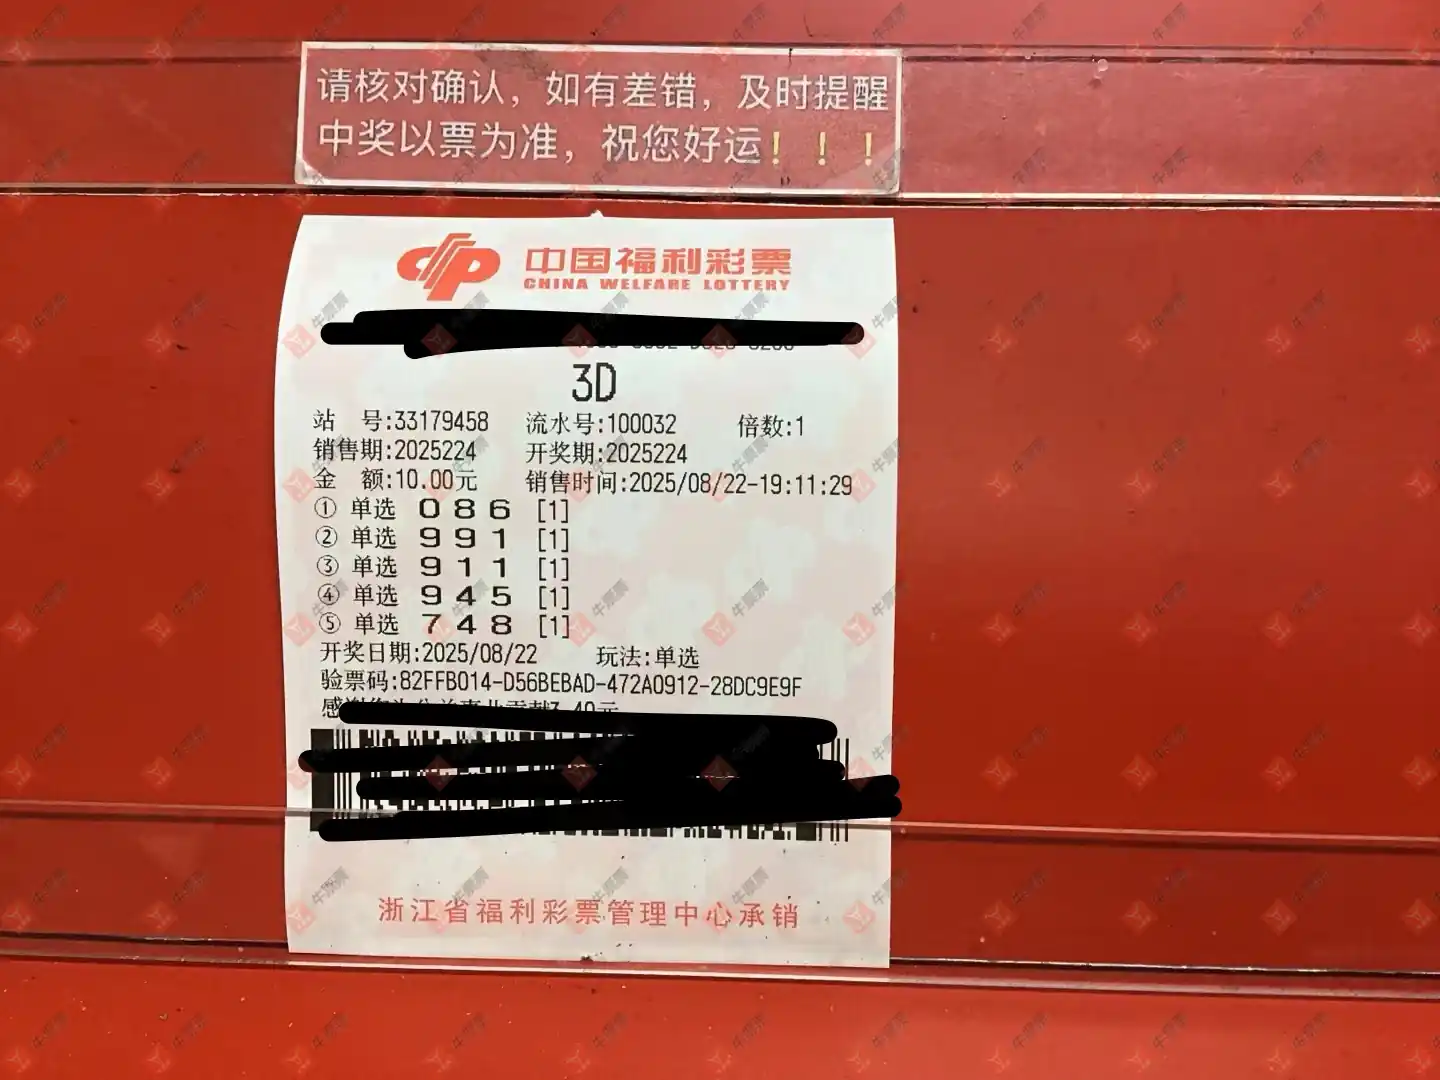 请核对确认，如有差错，及时提醒
中奖以票为准，祝您好运！！！
中国福利彩票
CHINA WELFARE LOTTERY
3D
站 号:33179458 流水号:100032 倍数:1
销售期:2025224 开奖期:2025224
金 额:10.00元 销售时间:2025/08/22-19:11:29
① 单选 0 8 6 [1]
② 单选 9 9 1 [1]
③ 单选 9 1 1 [1]
④ 单选 9 4 5 [1]
⑤ 单选 7 4 8 [1]
开奖日期:2025/08/22 玩法:单选
验票码:82FFB014-D56BEBAD-472A0912-28DC9E9F
浙江省福利彩票管理中心承销
牛票票